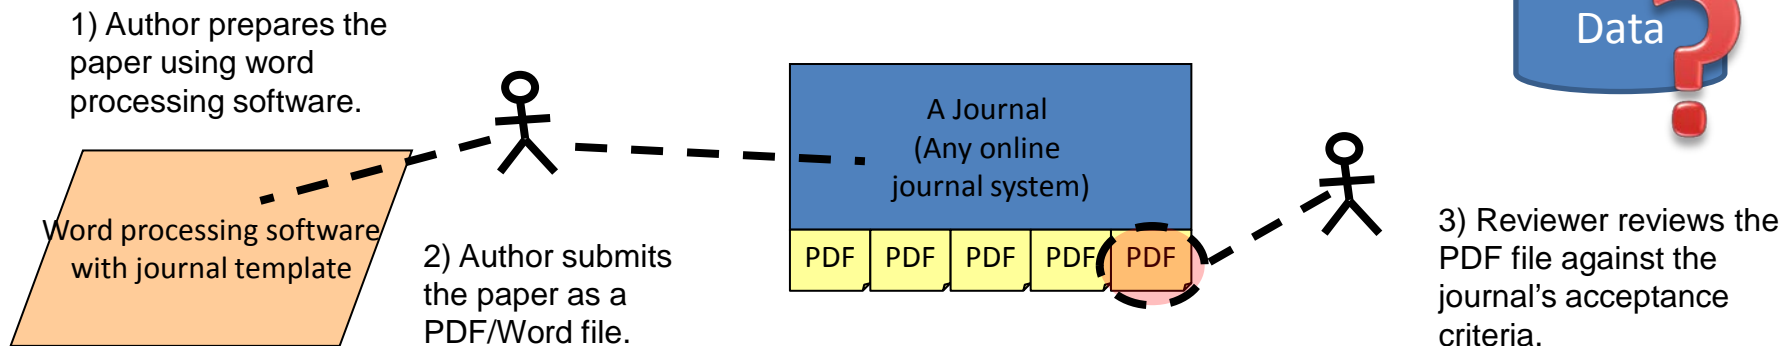 1) Author prepares the
paper using word
processing software.
Word processing software
with journal template
2) Author submits
the paper as a
PDF/Word file.
A Journal
(Any online
journal system)
PDF PDF PDF PDF PDF
Data
?
3) Reviewer reviews the
PDF file against the
journal's acceptance
criteria.